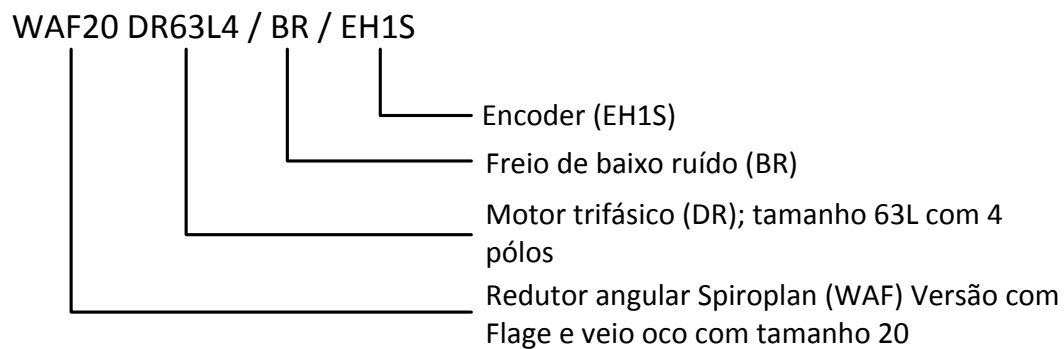 WAF20 DR63L4 / BR / EH1S
Encoder (EH1S)
Freio de baixo ruído (BR)
Motor trifásico (DR); tamanho 63L com 4
pólos
Redutor angular Spiroplan (WAF) Versão com
Flage e veio oco com tamanho 20